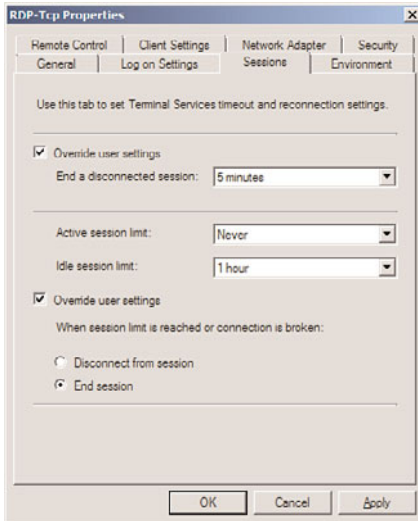 RDP-Tcp Properties
Remote Control Client Settings Network Adapter Security
General Log on Settings Sessions Environment
Use this tab to set Terminal Services timeout and reconnection settings.
Override user settings
End a disconnected session: 5 minutes
Active session limit: Never
Idle session limit: 1 hour
Override user settings
When session limit is reached or connection is broken:
Disconnect from session
End session
OK Cancel Apply